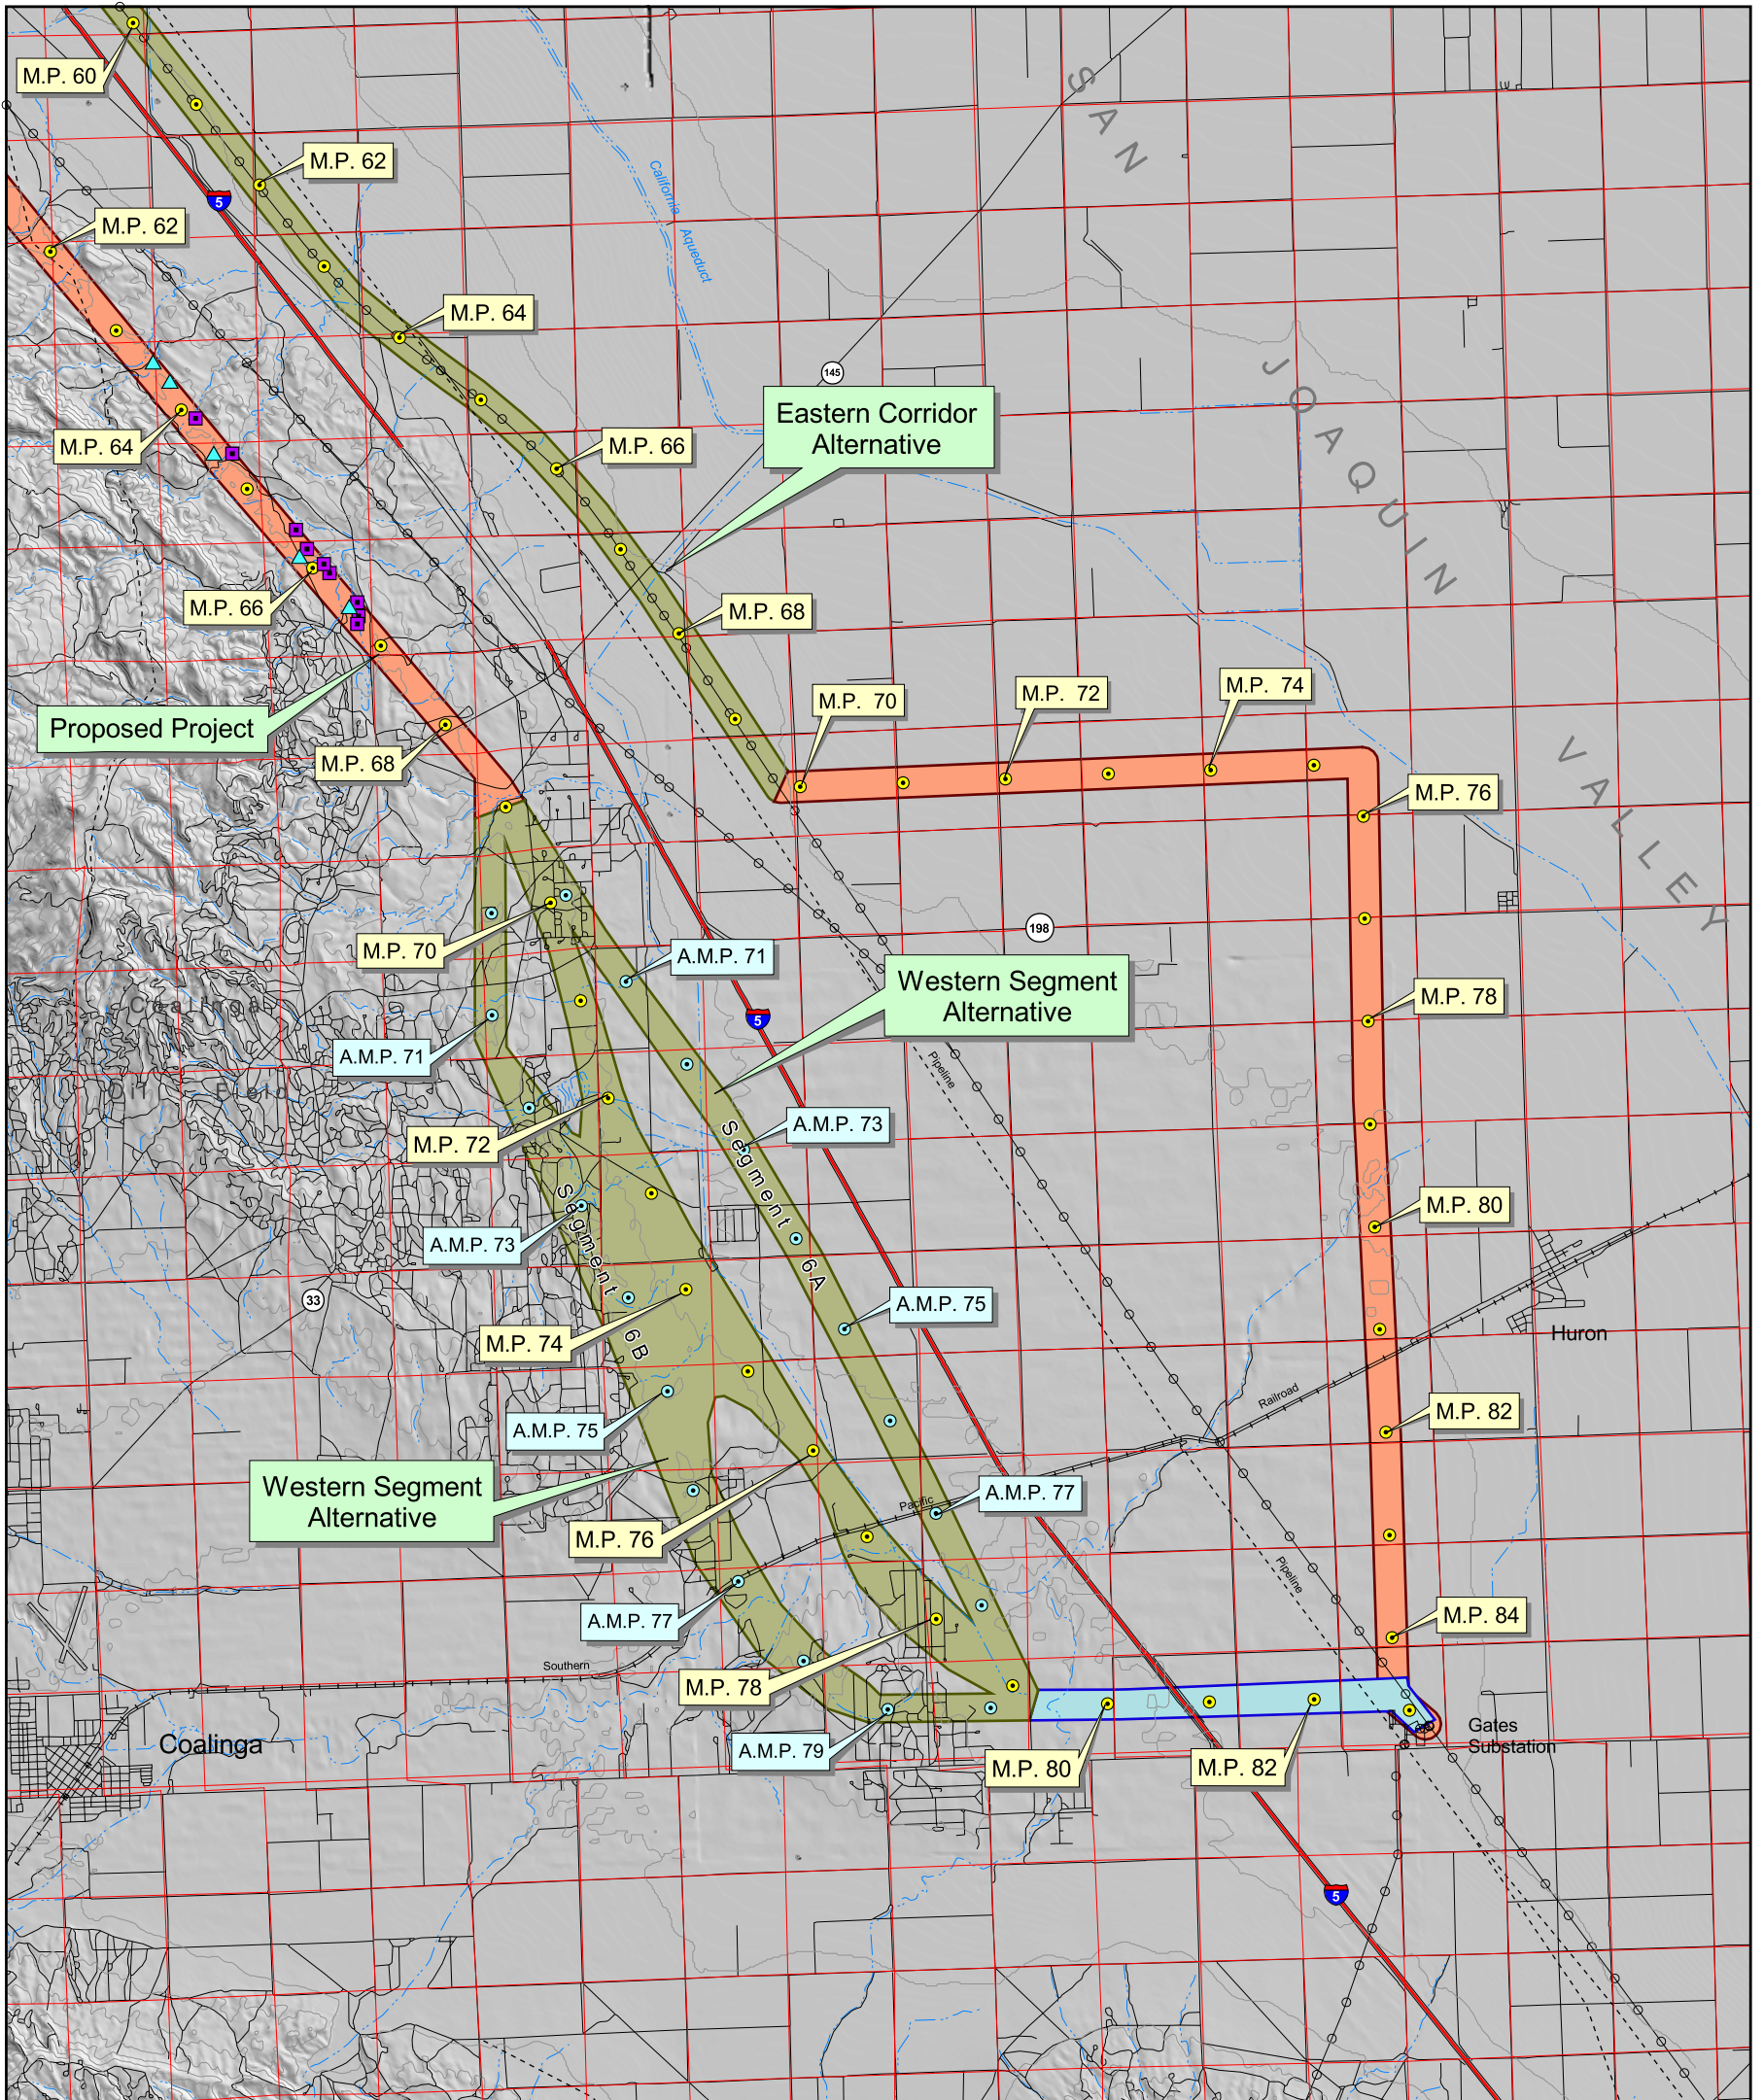 M.P. 60
M.P. 62
5
M.P. 62
SAN
California Aqueduct
M.P. 64
145
Eastern Corridor
Alternative
JOAQUIN
M.P. 64
M.P. 66
M.P. 66
M.P. 68
Proposed Project
M.P. 68
M.P. 70
M.P. 72
M.P. 74
M.P. 76
VALLEY
M.P. 70
A.M.P. 71
198
Western Segment
Alternative
M.P. 78
Coalinga
Oil Field
5
A.M.P. 71
Pipeline
M.P. 72
A.M.P. 73
Segment 6A
M.P. 80
A.M.P. 73
Segment 6B
33
A.M.P. 75
M.P. 74
Huron
Railroad
M.P. 82
A.M.P. 75
Western Segment
Alternative
A.M.P. 77
Pacific
M.P. 76
Pipeline
A.M.P. 77
M.P. 84
Southern
M.P. 78
Coalinga
A.M.P. 79
M.P. 80
M.P. 82
Gates
Substation
5